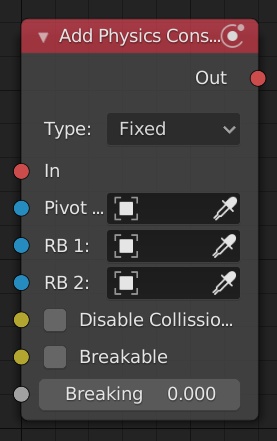 Add Physics Cons...
Out
Type: Fixed
In
Pivot ...
RB 1:
RB 2:
Disable Collissio...
Breakable
Breaking 0.000